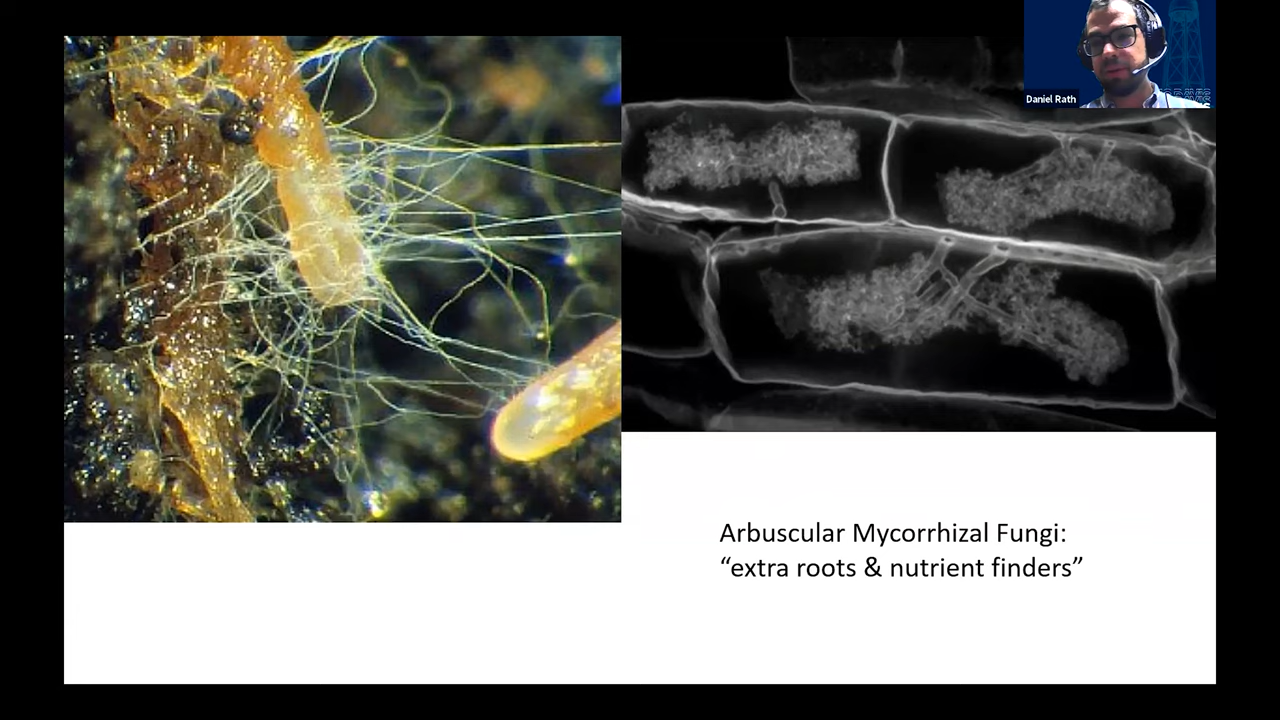 Daniel Rath
Arbuscular Mycorrhizal Fungi:
“extra roots & nutrient finders”